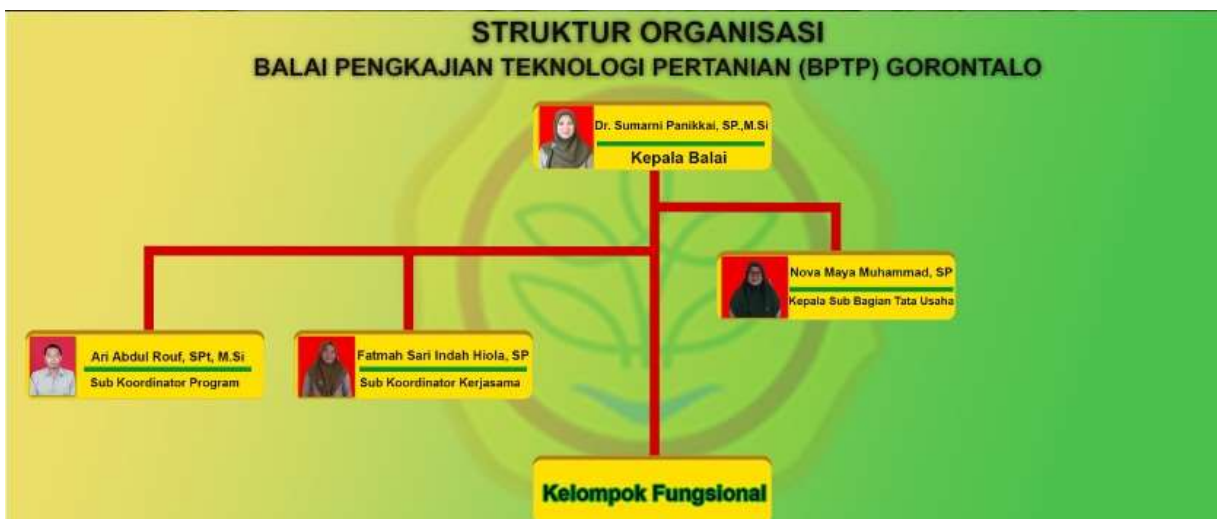 STRUKTUR ORGANISASI
BALAI PENGKAJIAN TEKNOLOGI PERTANIAN (BPTP) GORONTALO
Dr. Sumarni Panikkai, SP.,M.Si
Kepala Balai
Nova Maya Muhammad, SP
Kepala Sub Bagian Tata Usaha
Ari Abdul Rouf, SPt, M.Si
Sub Koordinator Program
Fatmah Sari Indah Hiola, SP
Sub Koordinator Kerjasama
Kelompok Fungsional